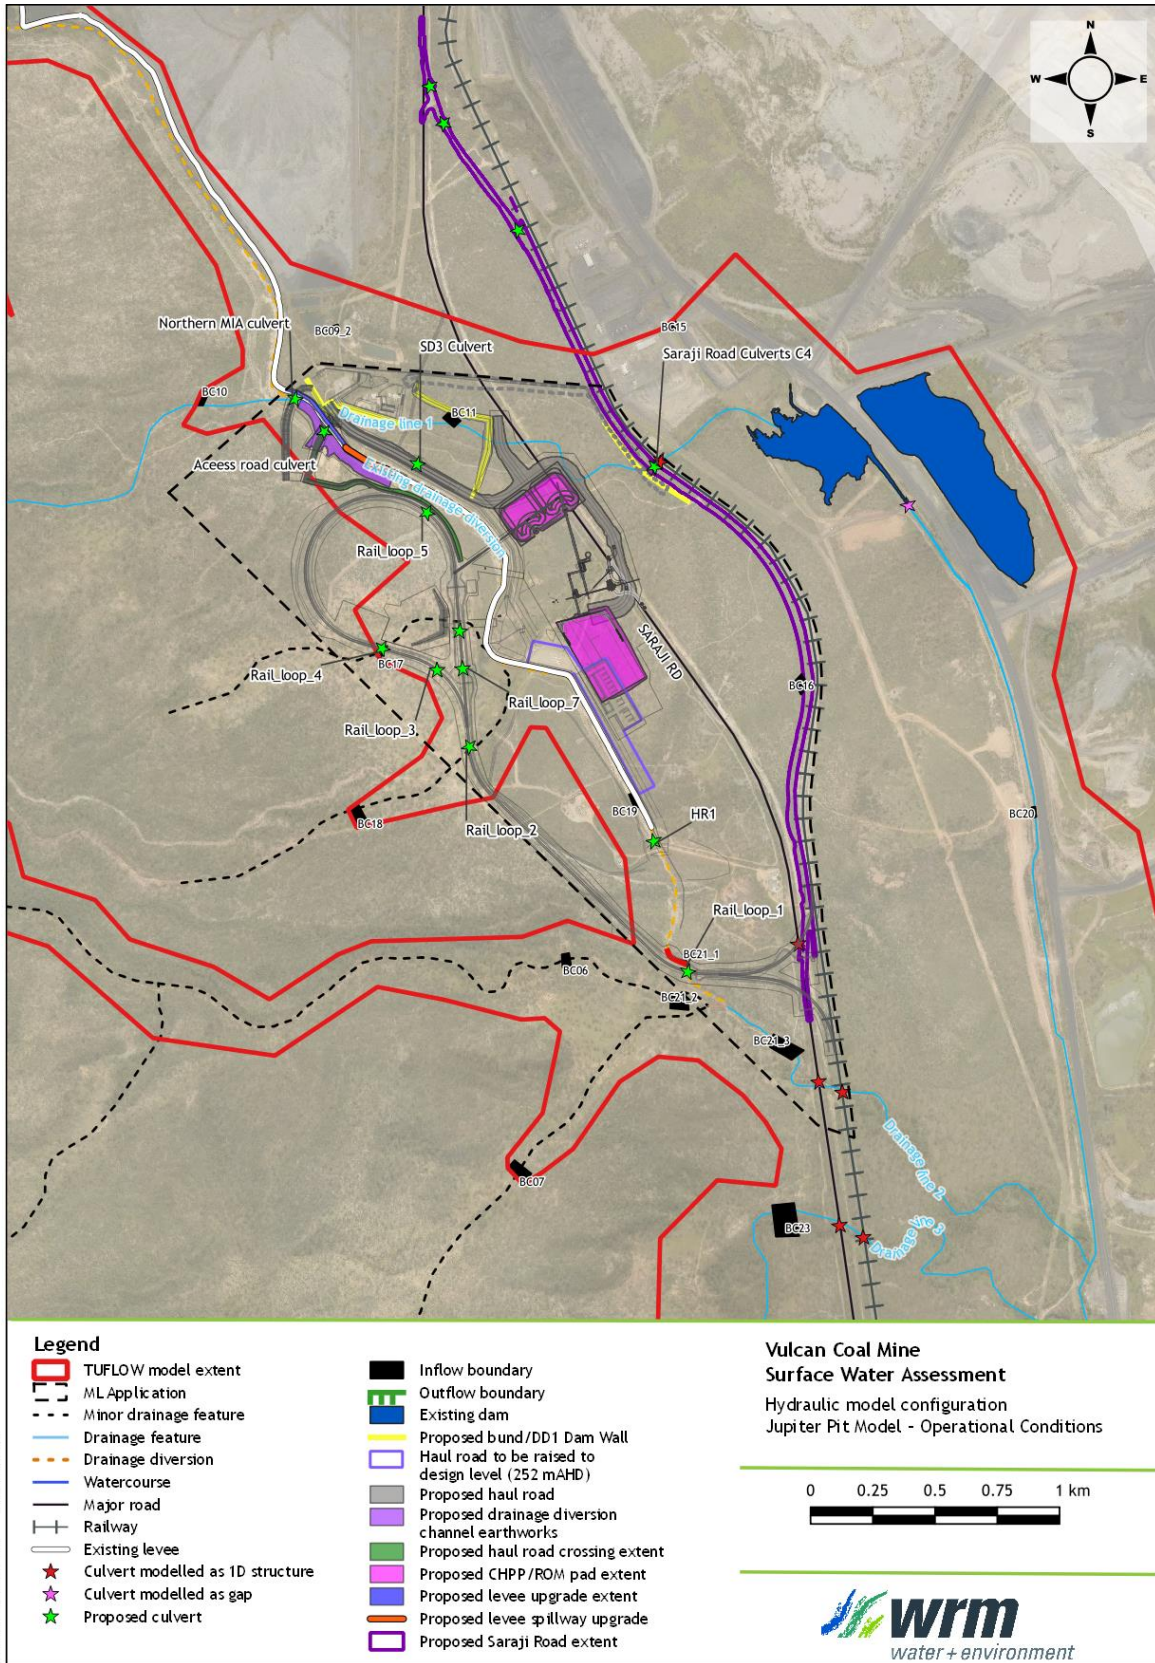 N
W
E
S
Northern MIA culvert
BC09_2
SD3 Culvert
BC15
Saraji Road Culverts C4
BC10
Drainage line 1
BC11
Aceess road culvert
Existing drainage diversion
Rail_loop_5
SARAJI RD
BC17
Rail_loop_4
BC16
Rail_loop_7
Rail_loop_3
BC19
BC20
BC18
HR1
Rail_loop_2
Rail_loop_1
BC21_1
BC06
BC21_2
BC21_3
Drainage line 2
BC07
BC23
Drainage line 3
Legend
TUFLOW model extent
ML Application
Minor drainage feature
Drainage feature
Drainage diversion
Watercourse
Major road
Railway
Existing levee
Culvert modelled as 1D structure
Culvert modelled as gap
Proposed culvert
Inflow boundary
Outflow boundary
Existing dam
Proposed bund/DD1 Dam Wall
Haul road to be raised to
design level (252 mAHD)
Proposed haul road
Proposed drainage diversion
channel earthworks
Proposed haul road crossing extent
Proposed CHPP/ROM pad extent
Proposed levee upgrade extent
Proposed levee spillway upgrade
Proposed Saraji Road extent
Vulcan Coal Mine
Surface Water Assessment
Hydraulic model configuration
Jupiter Pit Model - Operational Conditions
0 0.25 0.5 0.75 1 km
wrm
water + environment